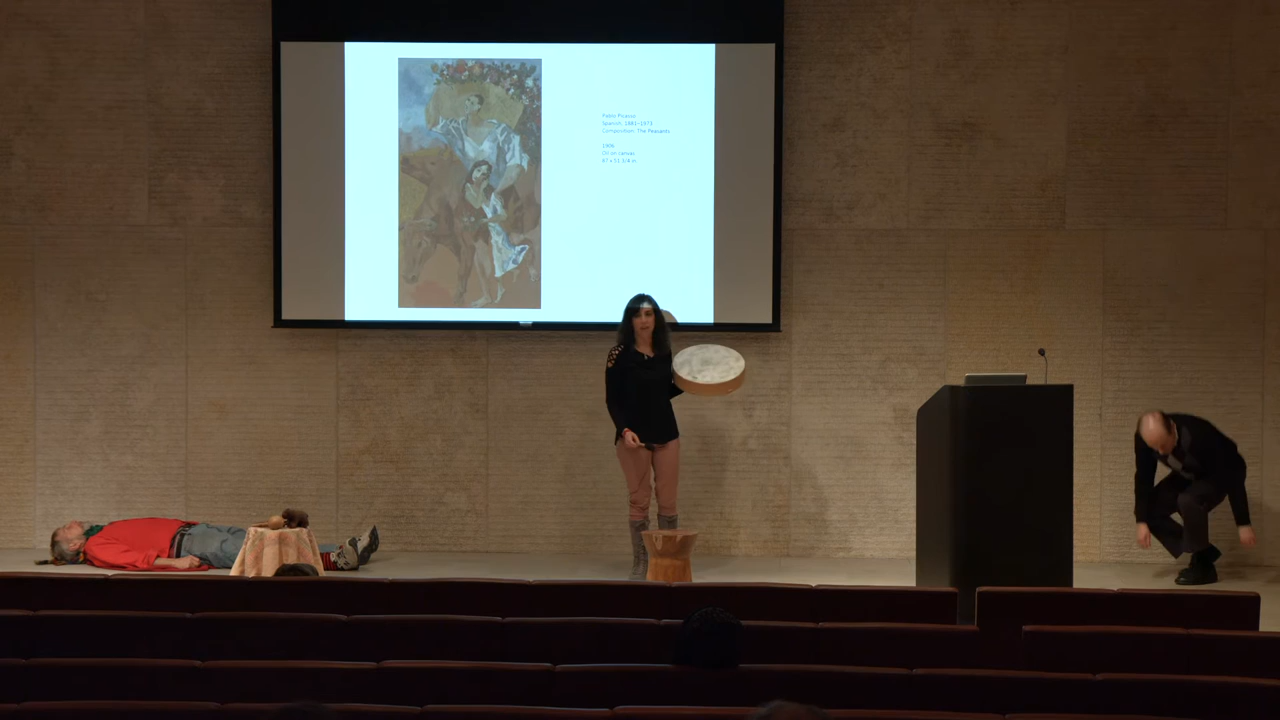 Pablo Picasso
Spanish, 1881–1973
Composition: The Peasants
1906
Oil on canvas